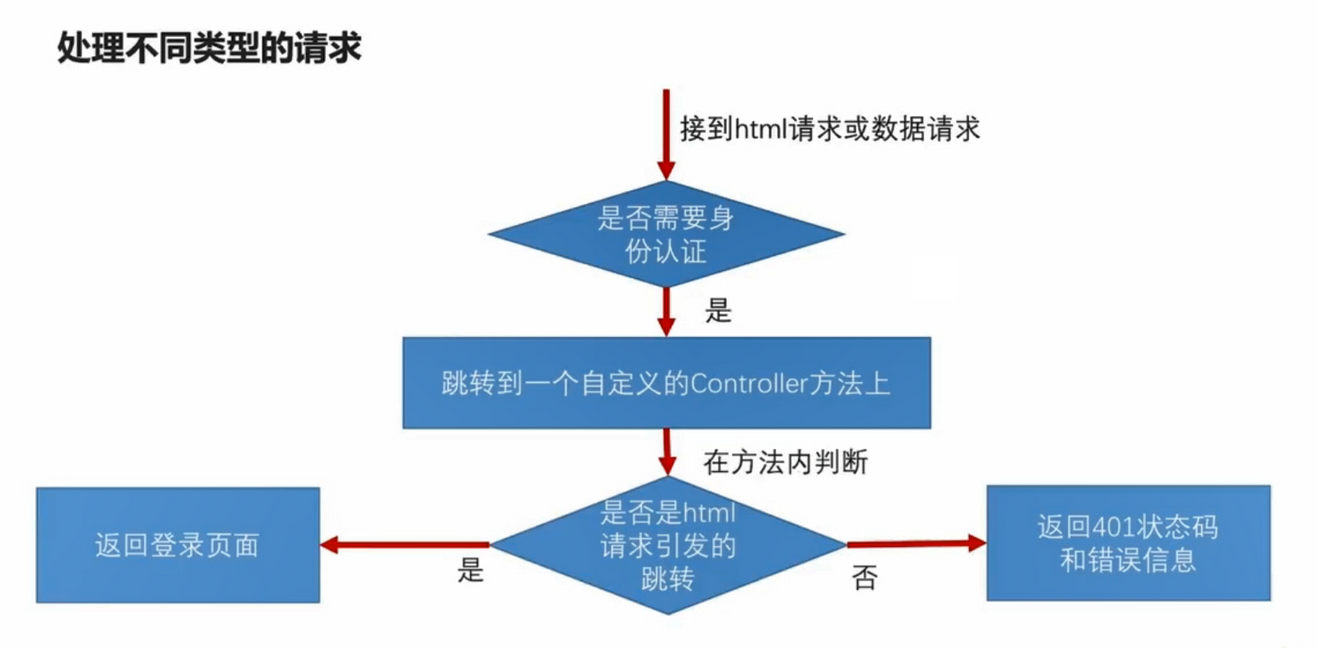 处理不同类型的请求
接到html请求或数据请求
是否需要身
份认证
是
跳转到一个自定义的Controller方法上
在方法内判断
是否是html
请求引发的
跳转
返回登录页面
是
否
返回401状态码
和错误信息